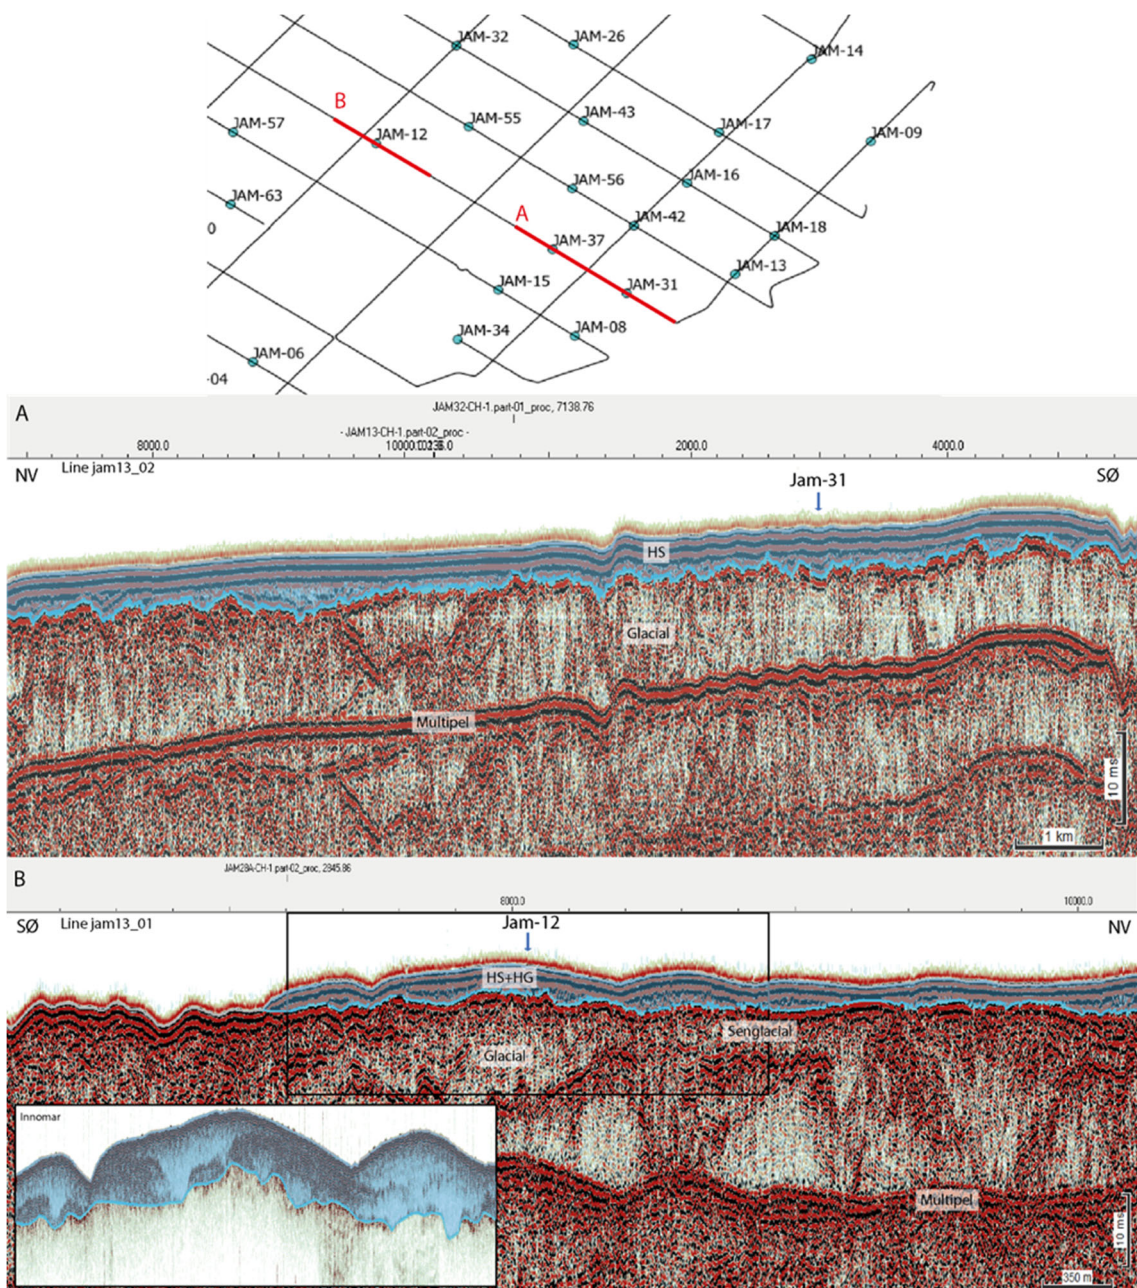 JAM-32
JAM-26
JAM-14
B
JAM-57
JAM-12
JAM-55
JAM-43
JAM-17
JAM-09
JAM-63
JAM-56
JAM-16
0
A
JAM-37
JAM-42
JAM-18
JAM-15
JAM-31
JAM-13
JAM-34
JAM-08
JAM-06
-04
A
JAM32-CH-1.part-01_proc, 7138.76
- JAM13-CH-1.part-02_proc -
8000.0
2000.0
4000.0
NV
Line jam13_02
Jam-31
SØ
HS
Glacial
Multipel
10 ms
1 km
B
JAM28A-CH-1.part-02_proc, 2845.86
8000.0
10000.0
SØ
Line jam13_01
Jam-12
NV
HS+HG
Senglacial
Glacial
Innomar
Multipel
10 ms
350 m